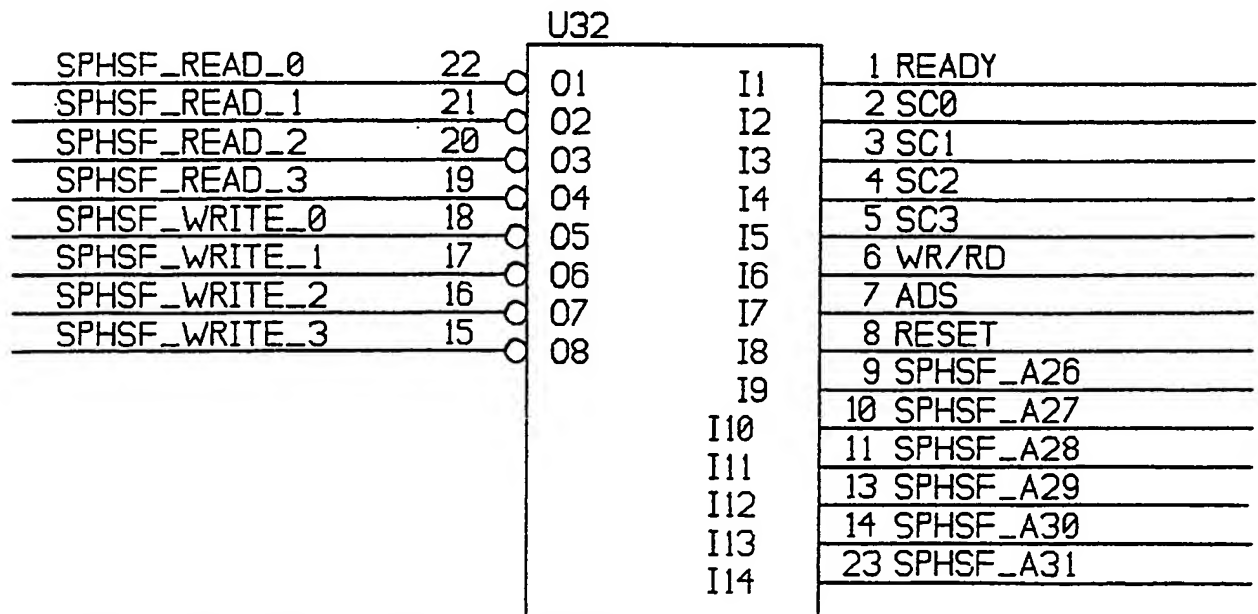 U32
SPHSF_READ_0 22 O1 I1 1 READY
SPHSF_READ_1 21 O2 I2 2 SC0
SPHSF_READ_2 20 O3 I3 3 SC1
SPHSF_READ_3 19 O4 I4 4 SC2
SPHSF_WRITE_0 18 O5 I5 5 SC3
SPHSF_WRITE_1 17 O6 I6 6 WR/RD
SPHSF_WRITE_2 16 O7 I7 7 ADS
SPHSF_WRITE_3 15 O8 I8 8 RESET
I9 9 SPHSF_A26
I10 10 SPHSF_A27
I11 11 SPHSF_A28
I12 13 SPHSF_A29
I13 14 SPHSF_A30
I14 23 SPHSF_A31